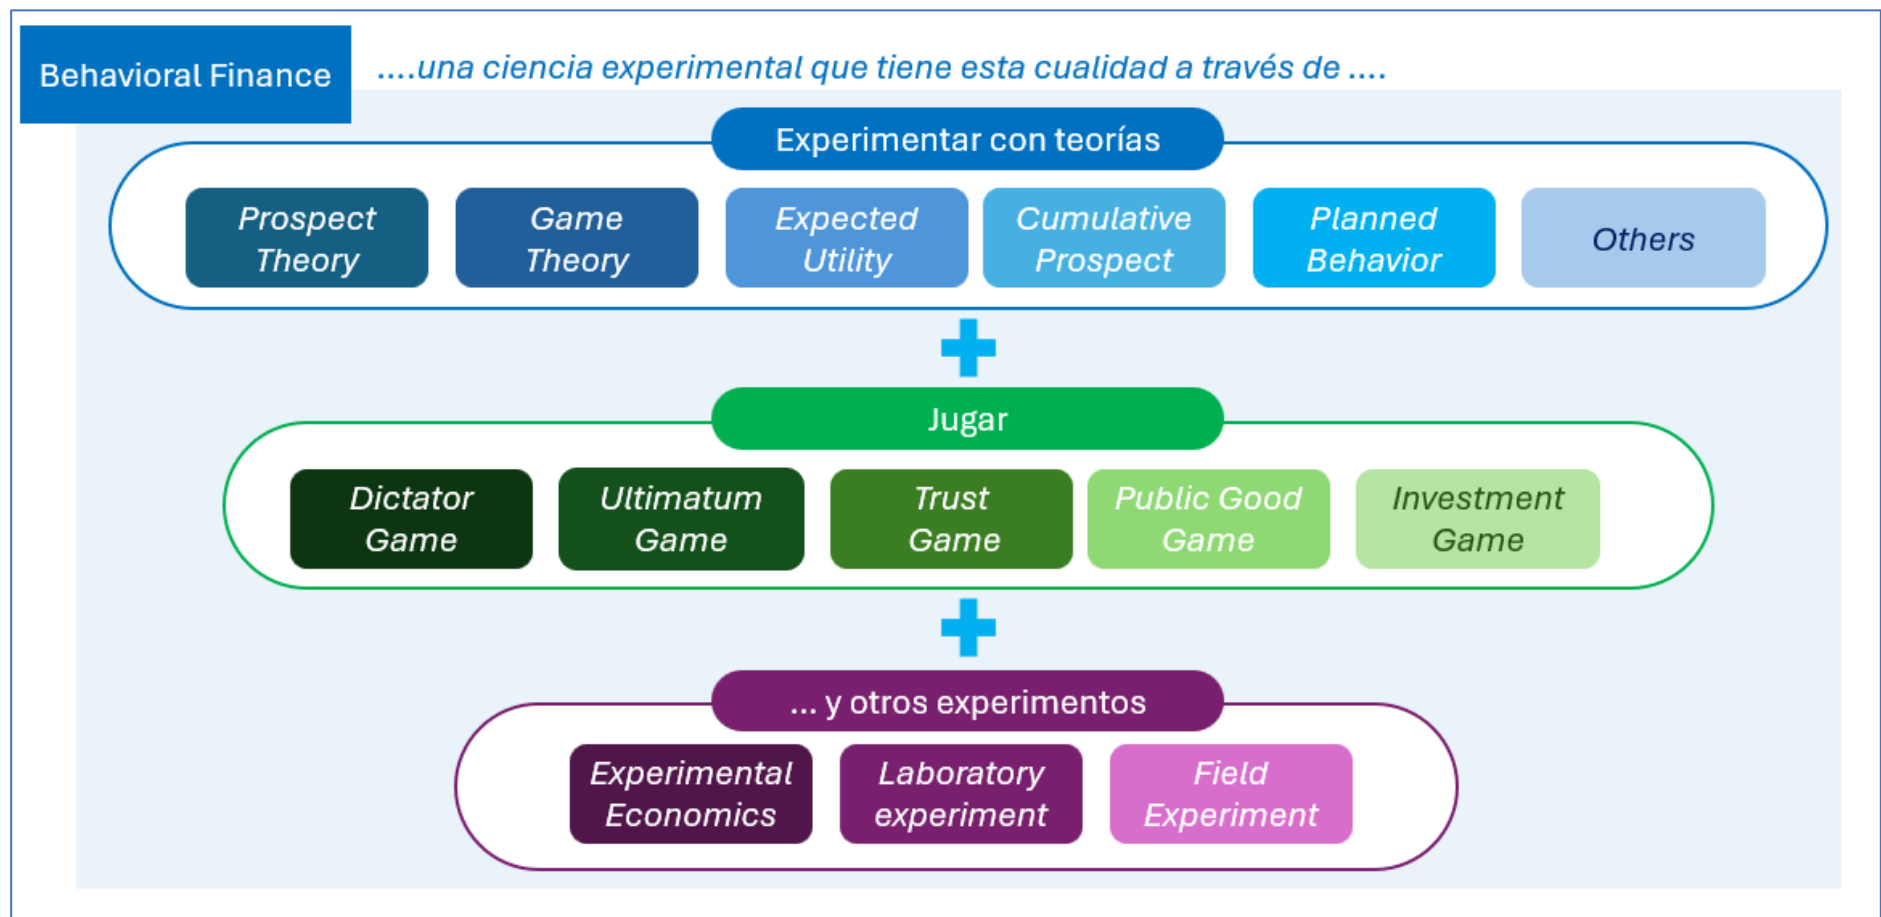 Behavioral Finance
....una ciencia experimental que tiene esta cualidad a través de ....
Experimentar con teorías
Prospect
Theory
Game
Theory
Expected
Utility
Cumulative
Prospect
Planned
Behavior
Others
Jugar
Dictator
Game
Ultimatum
Game
Trust
Game
Public Good
Game
Investment
Game
... y otros experimentos
Experimental
Economics
Laboratory
experiment
Field
Experiment